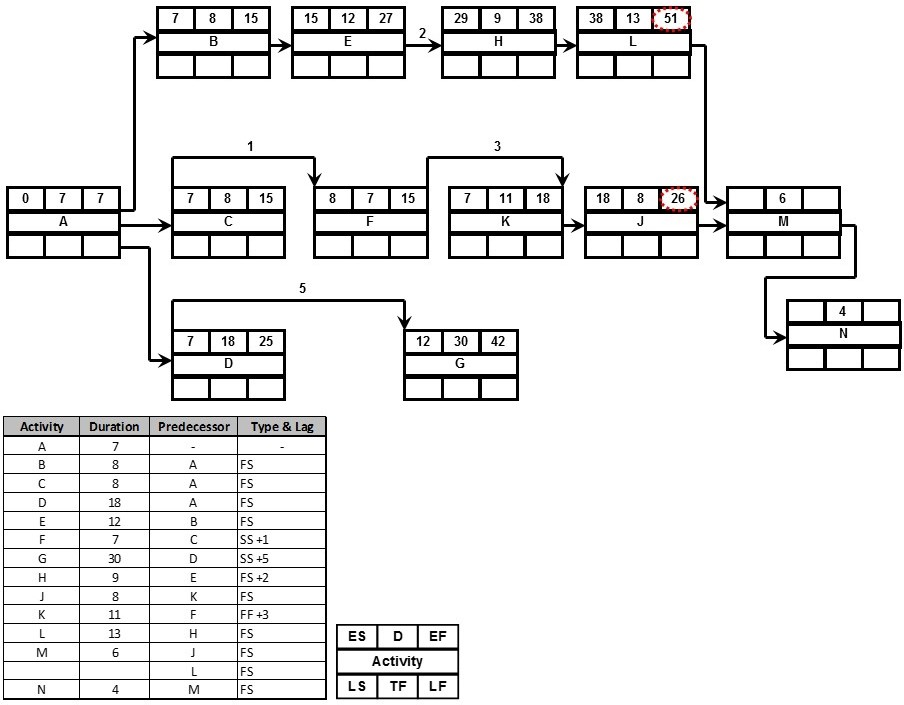 7 8 15
B
15 12 27
E
2
29 9 38
H
38 13 51
L
1
3
0 7 7
A
7 8 15
C
8 7 15
F
7 11 18
K
18 8 26
J
6
M
5
7 18 25
D
12 30 42
G
4
N
Activity Duration Predecessor Type & Lag
A 7 - -
B 8 A FS
C 8 A FS
D 18 A FS
E 12 B FS
F 7 C SS +1
G 30 D SS +5
H 9 E FS +2
J 8 K FS
K 11 F FF +3
L 13 H FS
M 6 J FS
L FS
N 4 M FS
ES D EF
Activity
LS TF LF